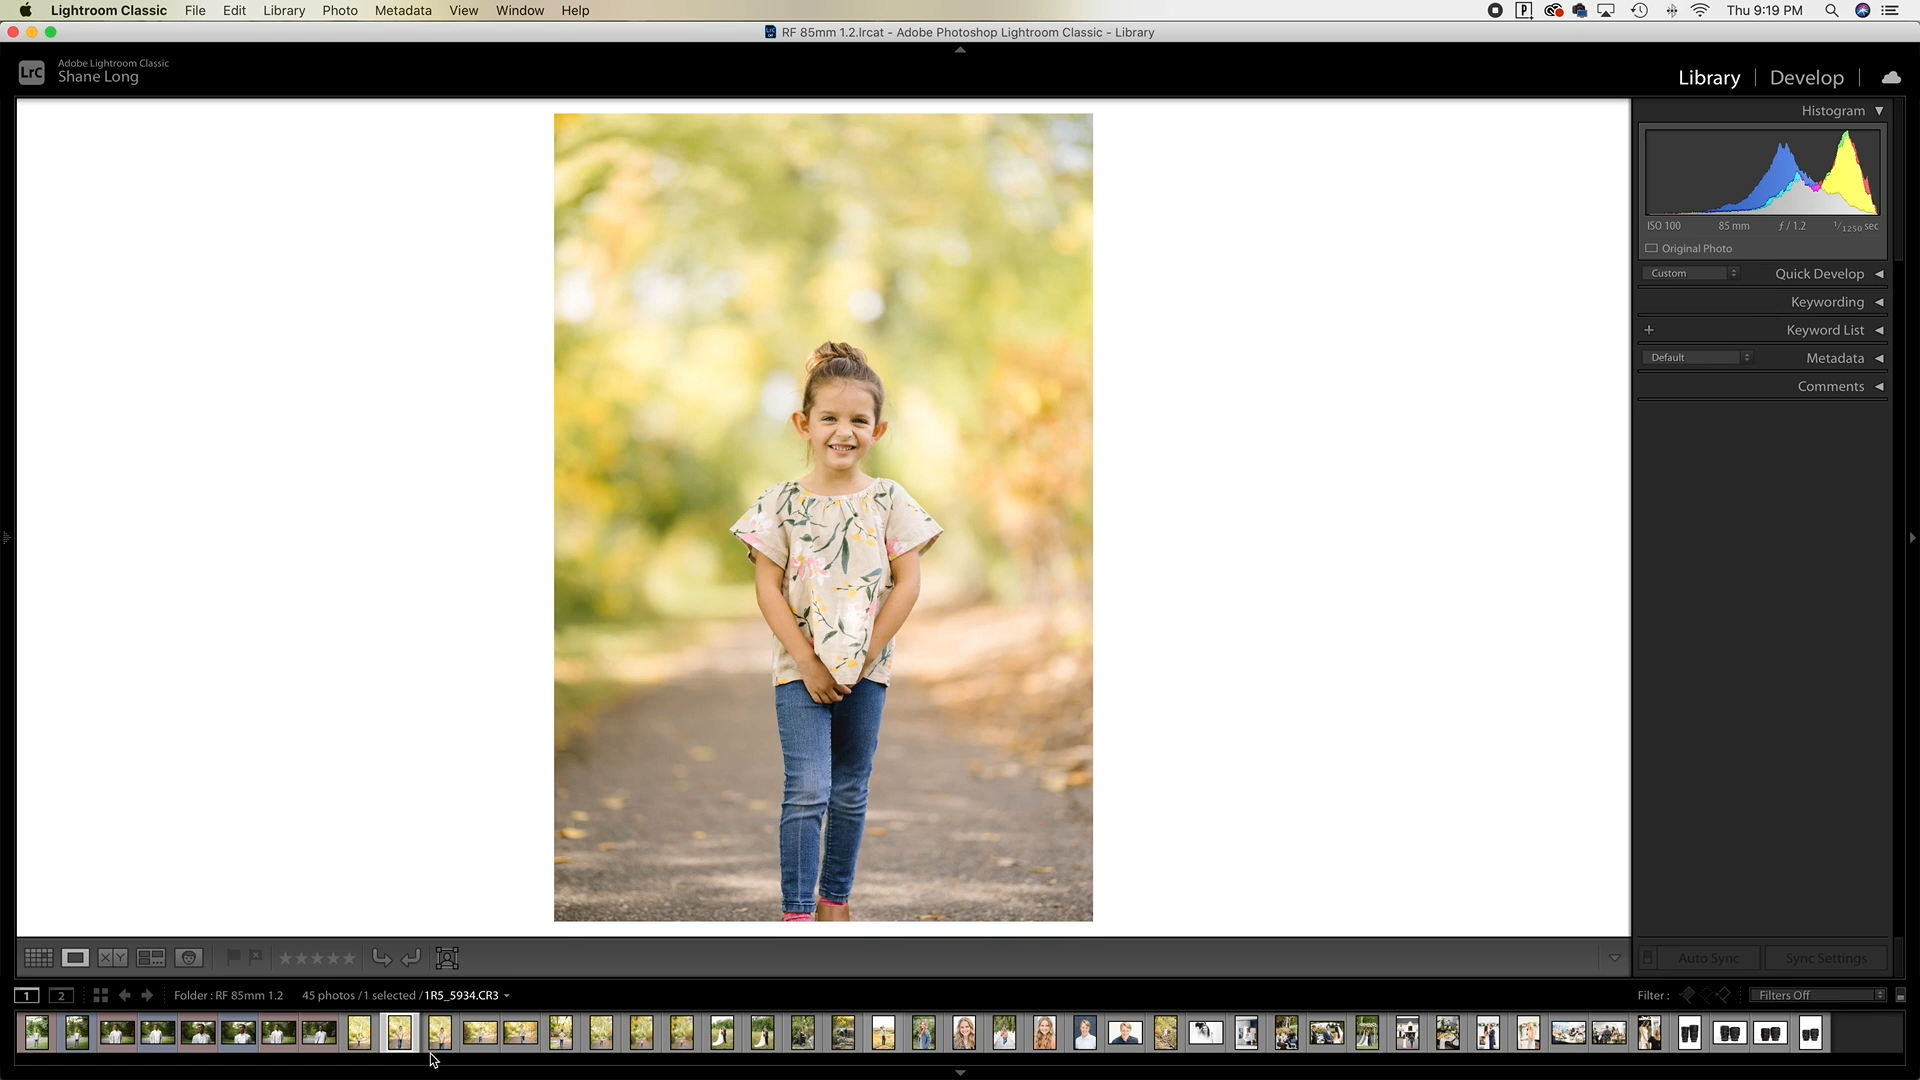 Lightroom Classic File Edit Library Photo Metadata View Window Help
Thu 9:19 PM
RF 85mm 1.2.lrcat - Adobe Photoshop Lightroom Classic - Library
LrC
Adobe Lightroom Classic
Shane Long
Library | Develop |
Histogram
ISO 100 85 mm ƒ / 1.2 1/1250 sec
Original Photo
Custom Quick Develop
Keywording
+ Keyword List
Default Metadata
Comments
X Y
Auto Sync Sync Settings
1 2 Folder : RF 85mm 1.2 45 photos / 1 selected / 1R5_5934.CR3
Filter : Filters Off